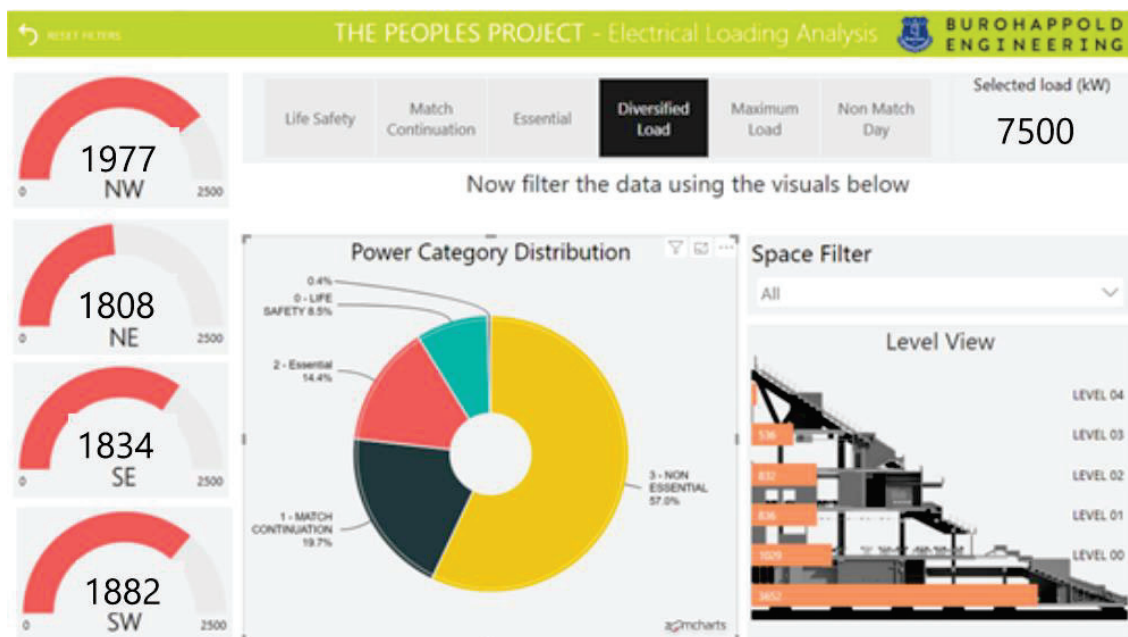 RESET FILTERS
THE PEOPLES PROJECT - Electrical Loading Analysis
BUROHAPPOLD
ENGINEERING
1977
NW
0
2500
1808
NE
0
2500
1834
SE
0
2500
1882
SW
0
2500
Life Safety
Match
Continuation
Essential
Diversified
Load
Maximum
Load
Non Match
Day
Selected load (kW)
7500
Now filter the data using the visuals below
Power Category Distribution
0.4%
0 - LIFE
SAFETY 8.5%
2 - Essential
14.4%
1 - MATCH
CONTINUATION
19.7%
3 - NON
ESSENTIAL
57.0%
amcharts
Space Filter
All
Level View
LEVEL 04
536
LEVEL 03
832
LEVEL 02
836
LEVEL 01
1029
LEVEL 00
3652